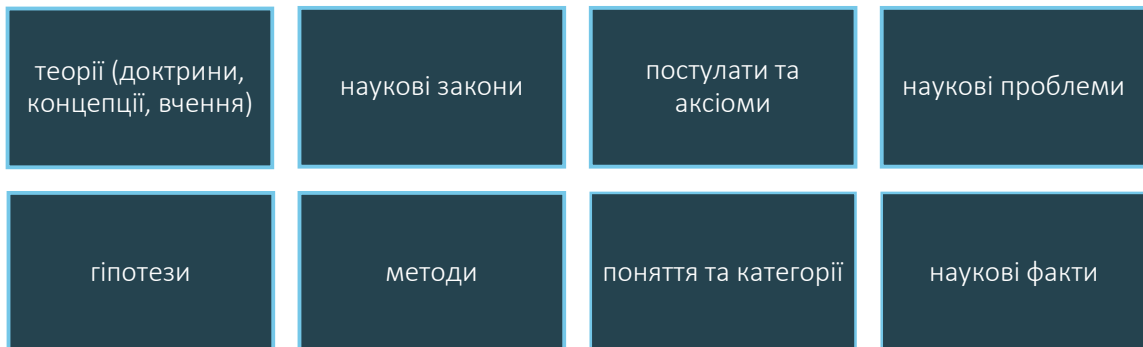 теорії (доктрини,
концепції, вчення)
наукові закони
постулати та
аксіоми
наукові проблеми
гіпотези
методи
поняття та категорії
наукові факти